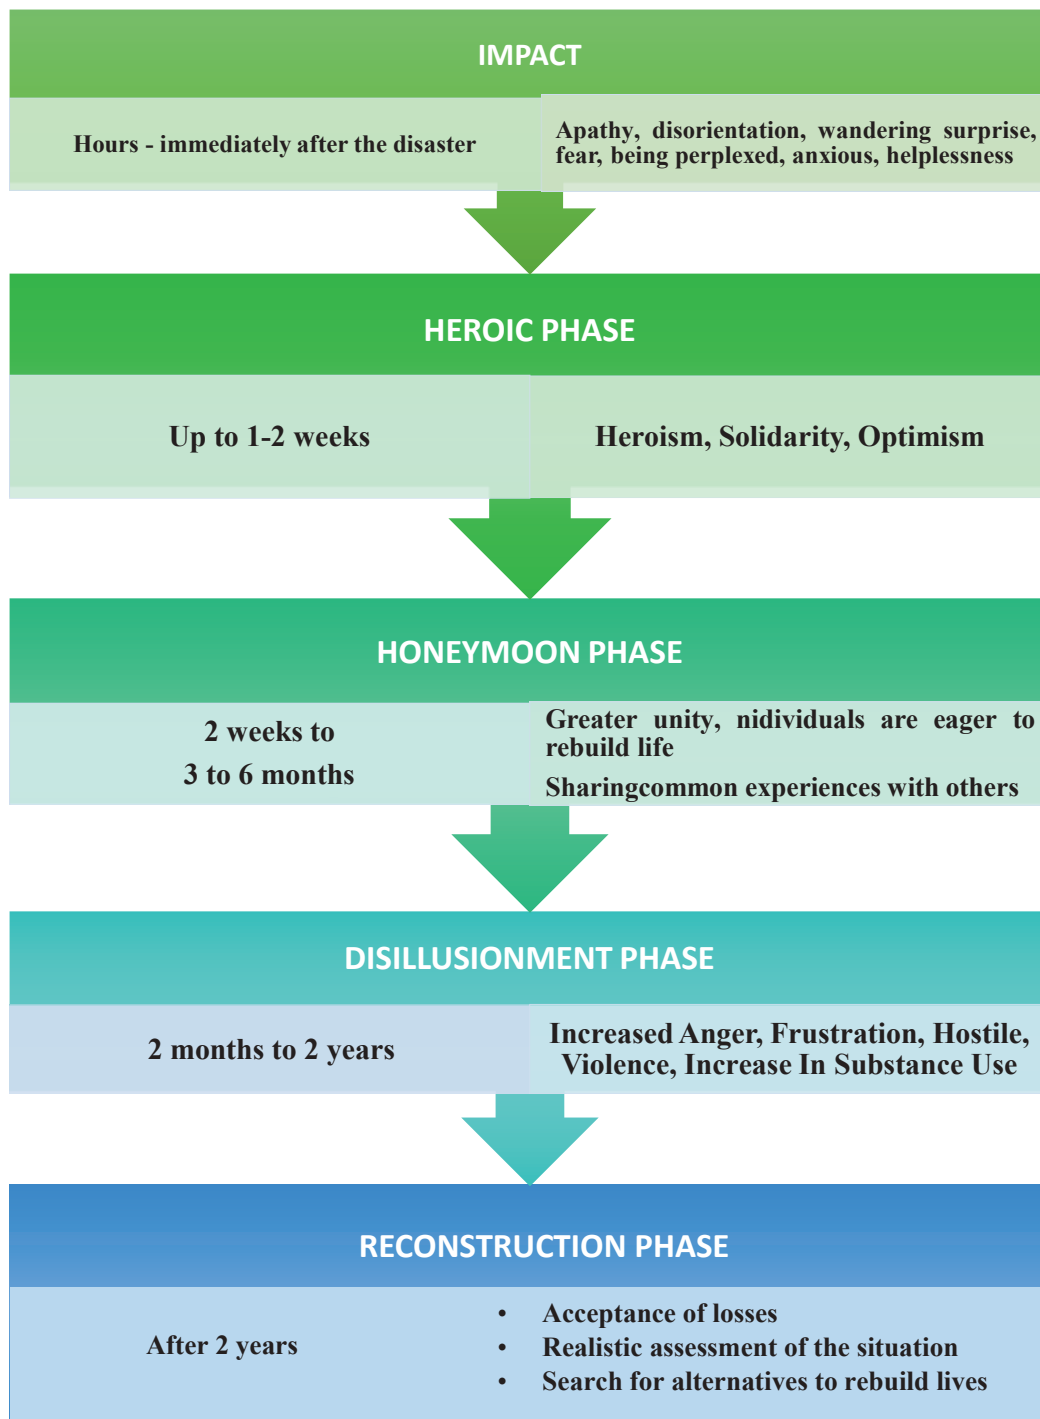 IMPACT
Hours - immediately after the disaster
Apathy, disorientation, wandering surprise,
fear, being perplexed, anxious, helplessness
HEROIC PHASE
Up to 1-2 weeks
Heroism, Solidarity, Optimism
HONEYMOON PHASE
2 weeks to
3 to 6 months
Greater unity, nidividuals are eager to
rebuild life
Sharingcommon experiences with others
DISILLUSIONMENT PHASE
2 months to 2 years
Increased Anger, Frustration, Hostile,
Violence, Increase In Substance Use
RECONSTRUCTION PHASE
After 2 years
• Acceptance of losses
• Realistic assessment of the situation
• Search for alternatives to rebuild lives